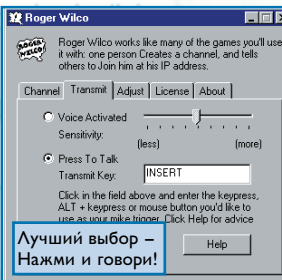 Roger Wilco
ROGER WILCO
Roger Wilco works like many of the games you'll use
it with: one person Creates a channel, and tells
others to Join him at his IP address.
Channel Transmit Adjust License About
Voice Activated
Sensitivity:
(less) (more)
Press To Talk
Transmit Key: INSERT
Click in the field above and enter the keypress,
ALT + keypress or mouse button you'd like to
use as your mike trigger. Click Help for advice
Лучший выбор –
Нажми и говори!
Help